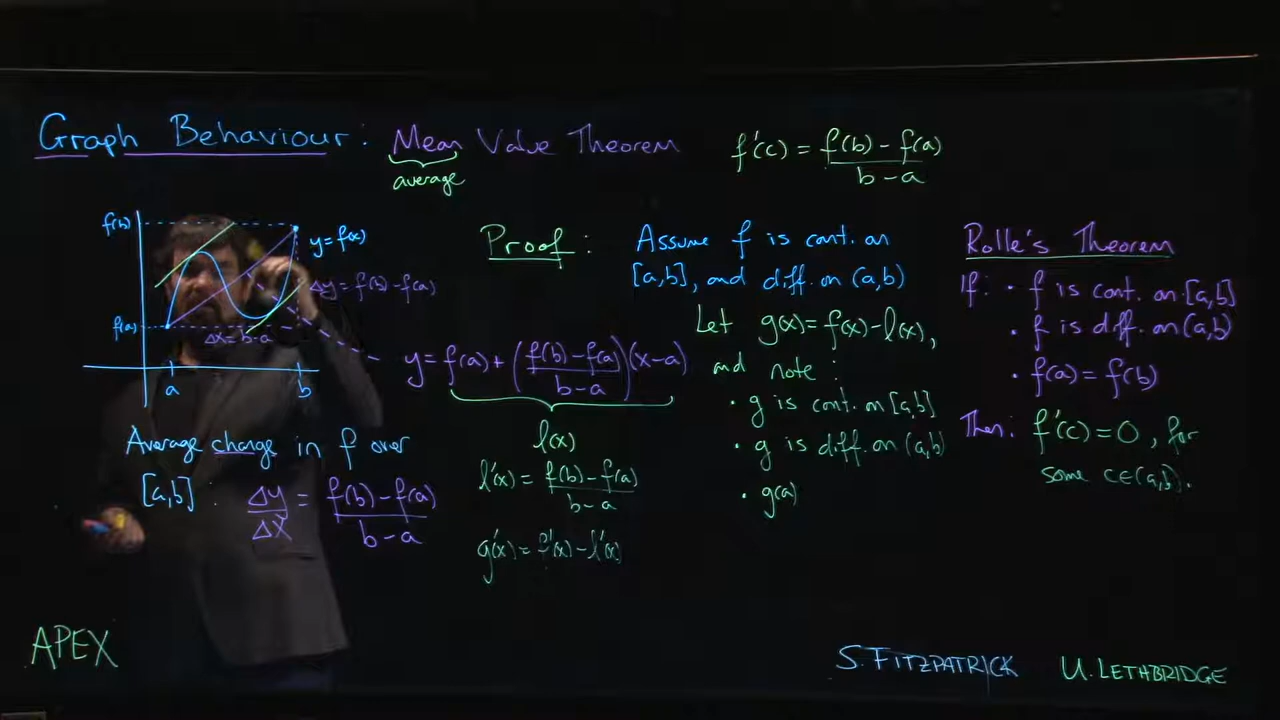 Graph Behaviour: Mean Value Theorem
average
f'(c) = f(b) - f(a) / b - a
f(b)
y = f(x)
Δy = f(b) - f(a)
f(a)
Δx = b - a
a
b
Average change in f over
[a,b] : Δy/Δx = f(b) - f(a) / b - a
y = f(a) + (f(b) - f(a) / b - a)(x - a)
l(x)
l'(x) = f(b) - f(a) / b - a
g'(x) = f'(x) - l'(x)
Proof:
Assume f is cont. on
[a,b], and diff. on (a,b)
Let g(x) = f(x) - l(x),
and note:
· g is cont. on [a,b]
· g is diff. on (a,b)
· g(a)
Rolle's Theorem
If: · f is cont. on [a,b]
· f is diff. on (a,b)
· f(a) = f(b)
Then: f'(c) = 0, for
some c∈(a,b).
APEX
S. FITZPATRICK U. LETHBRIDGE